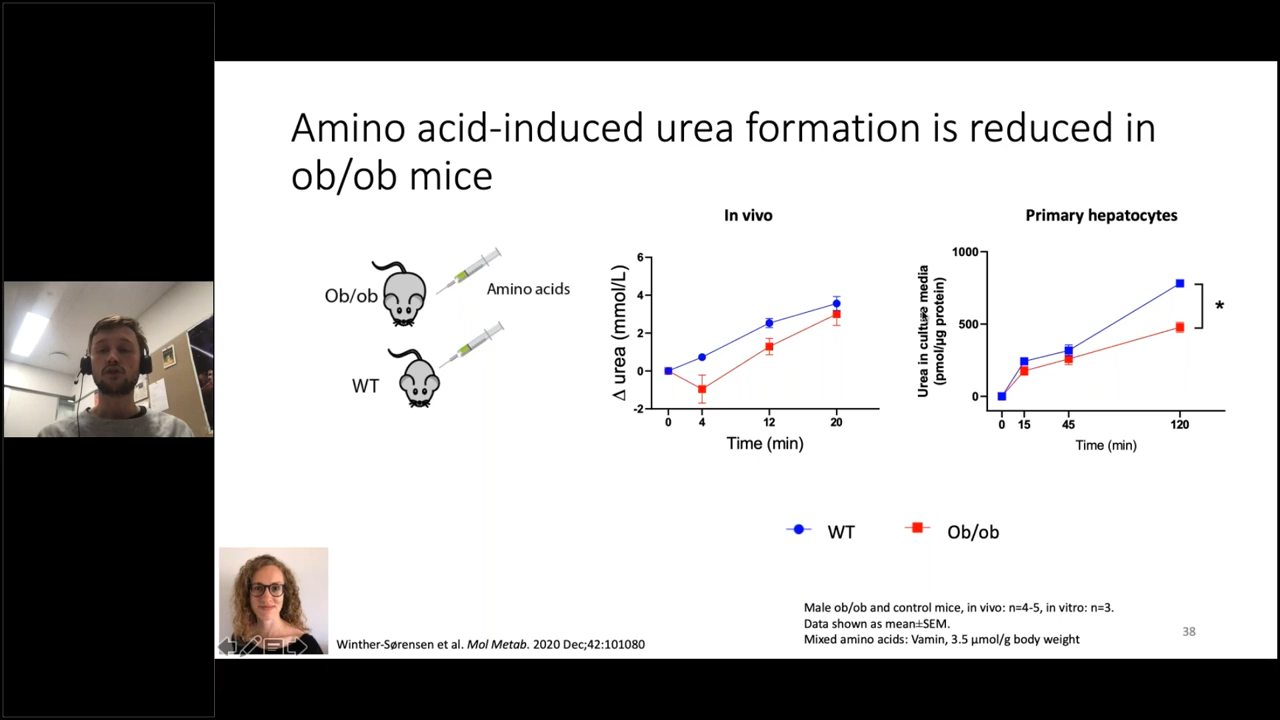 Amino acid-induced urea formation is reduced in
ob/ob mice
Ob/ob
Amino acids
WT
In vivo
Δ urea (mmol/L)
6
4
2
0
-2
0 4 12 20
Time (min)
Primary hepatocytes
Urea in culture media
(pmol/µg protein)
1000
500
0
*
0 15 45 120
Time (min)
WT Ob/ob
Male ob/ob and control mice, in vivo: n=4-5, in vitro: n=3.
Data shown as mean±SEM.
Mixed amino acids: Vamin, 3.5 µmol/g body weight
Winther-Sørensen et al. Mol Metab. 2020 Dec;42:101080
38